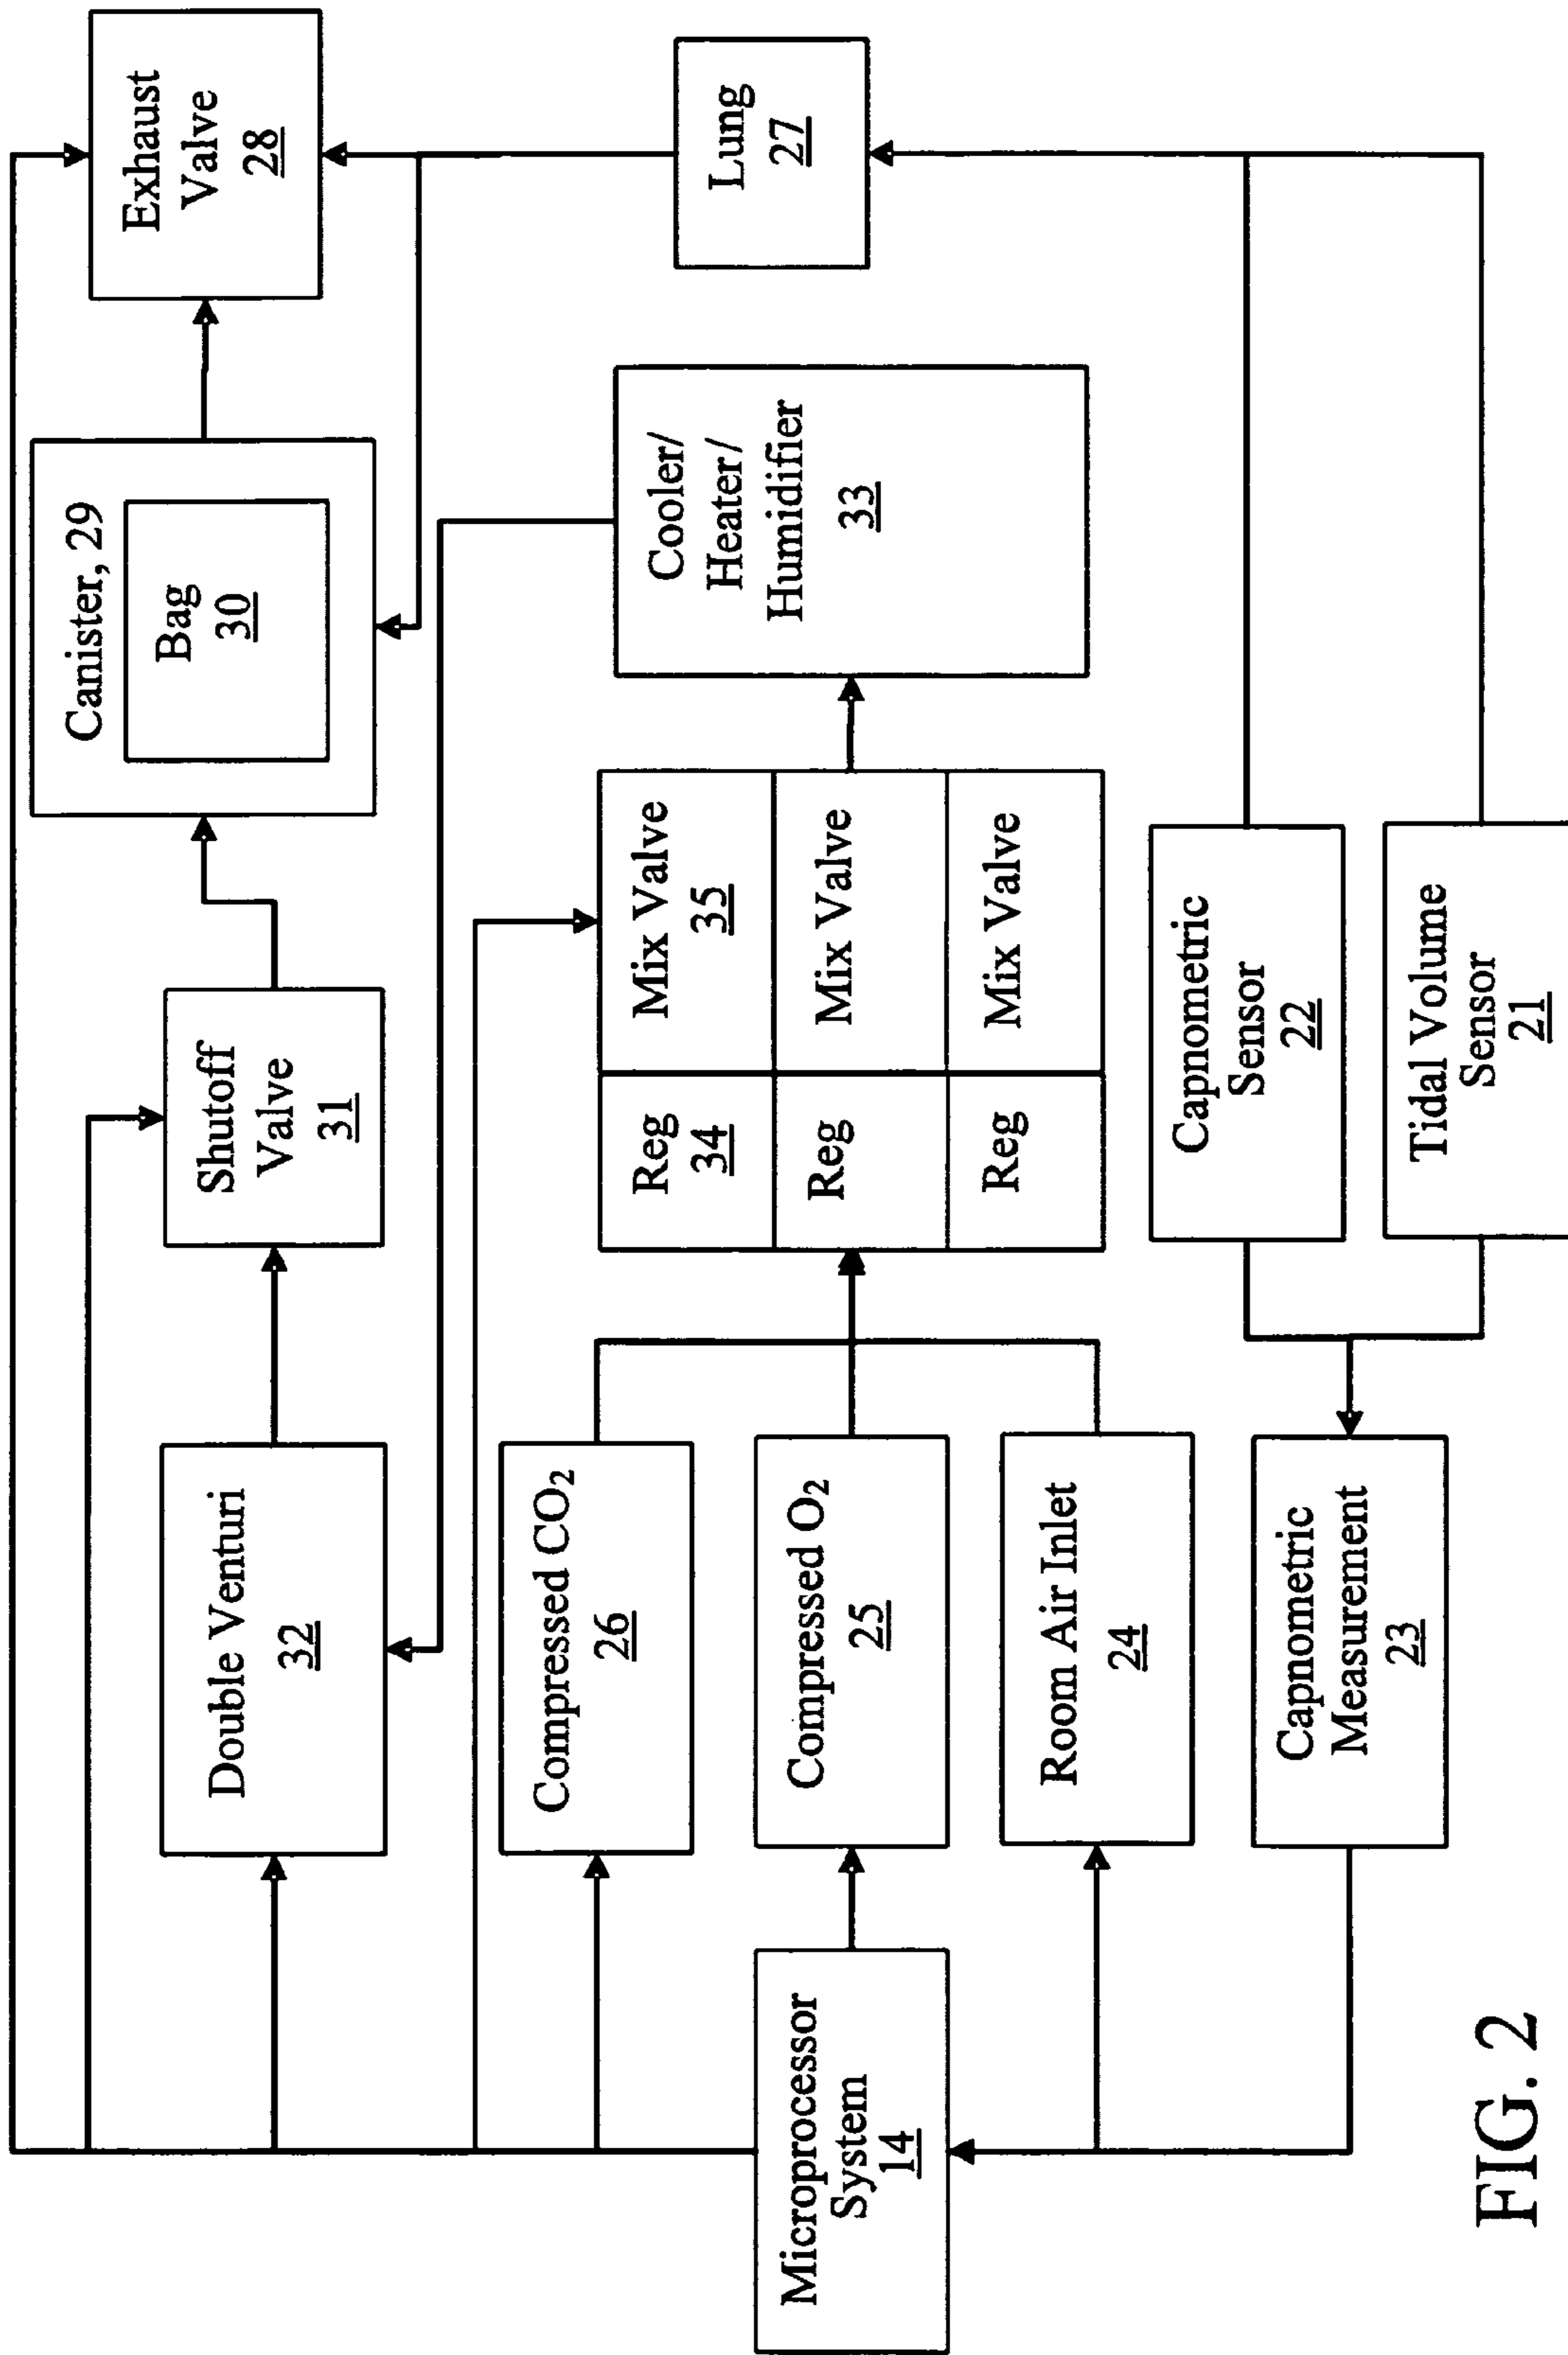 Exhaust
Valve
28
Canister, 29
Bag
30
Shutoff
Valve
31
Double Venturi
32
Lung
27
Cooler/
Heater/
Humidifier
33
Mix Valve
35
Mix Valve
Mix Valve
Reg
34
Reg
Reg
Compressed CO₂
26
Compressed O₂
25
Room Air Inlet
24
Microprocessor
System
14
Capnometric
Sensor
22
Tidal Volume
Sensor
21
Capnometric
Measurement
23
FIG. 2